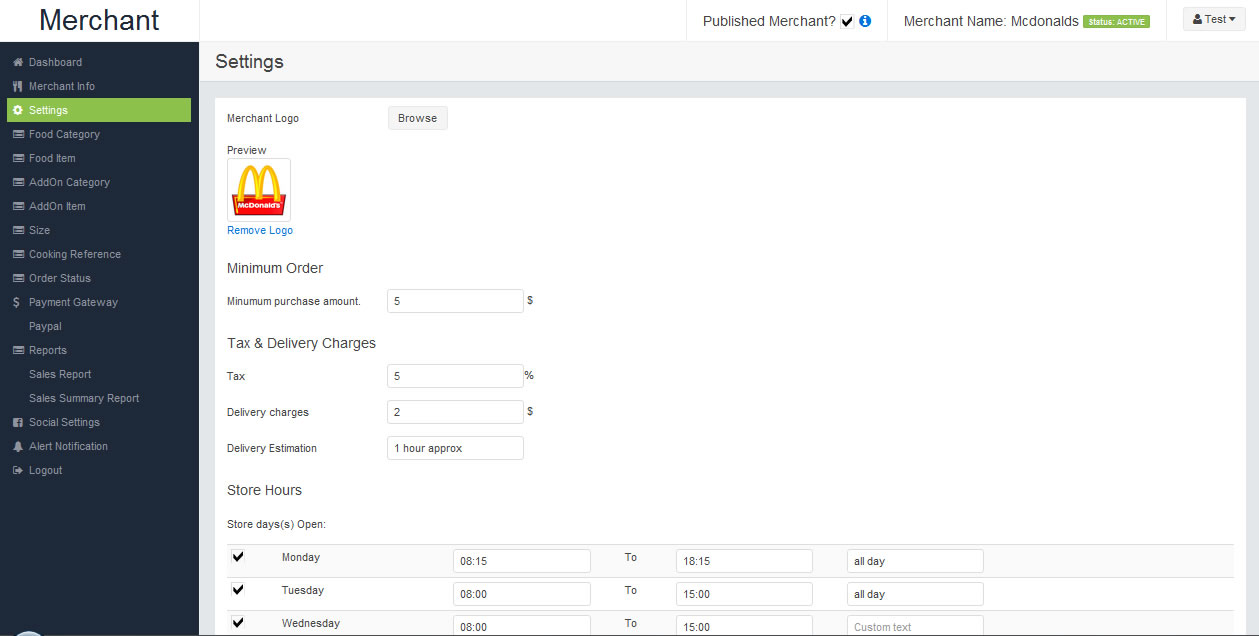 Merchant
Published Merchant?
Merchant Name: Mcdonalds Status: ACTIVE
Test
Dashboard
Merchant Info
Settings
Food Category
Food Item
AddOn Category
AddOn Item
Size
Cooking Reference
Order Status
Payment Gateway
Paypal
Reports
Sales Report
Sales Summary Report
Social Settings
Alert Notification
Logout
Settings
Merchant Logo Browse
Preview
McDonald's
Remove Logo
Minimum Order
Minumum purchase amount. 5 $
Tax & Delivery Charges
Tax 5 %
Delivery charges 2 $
Delivery Estimation 1 hour approx
Store Hours
Store days(s) Open:
Monday 08:15 To 18:15 all day
Tuesday 08:00 To 15:00 all day
Wednesday 08:00 To 15:00 Custom text